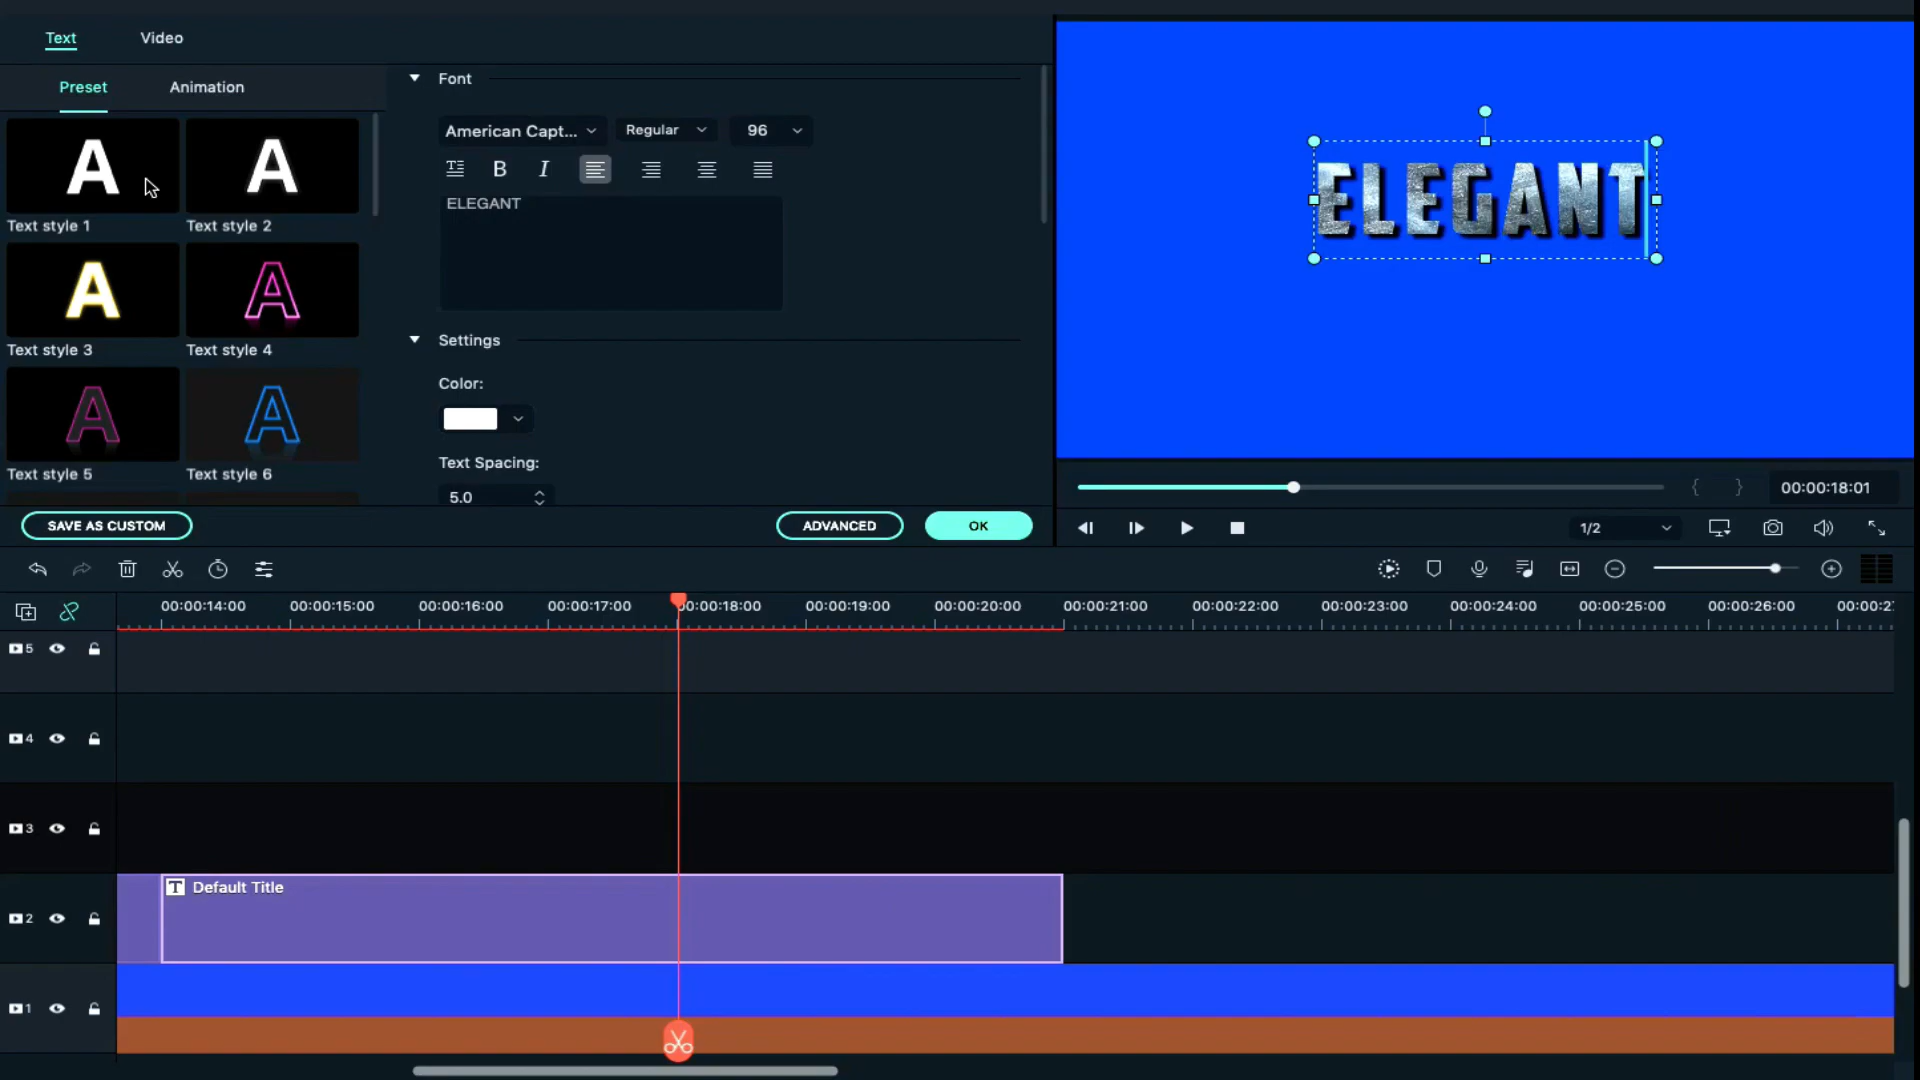 Text Video
Preset Animation
Font
American Capt... Regular 96
B I
ELEGANT
A A
Text style 1 Text style 2
A A
Text style 3 Text style 4
A A
Text style 5 Text style 6
Settings
Color:
Text Spacing:
5.0
SAVE AS CUSTOM ADVANCED OK
ELEGANT
{ } 00:00:18:01
1/2
00:00:14:00 00:00:15:00 00:00:16:00 00:00:17:00 00:00:18:00 00:00:19:00 00:00:20:00 00:00:21:00 00:00:22:00 00:00:23:00 00:00:24:00 00:00:25:00 00:00:26:00 00:00:2
5
4
3
T Default Title
2
1